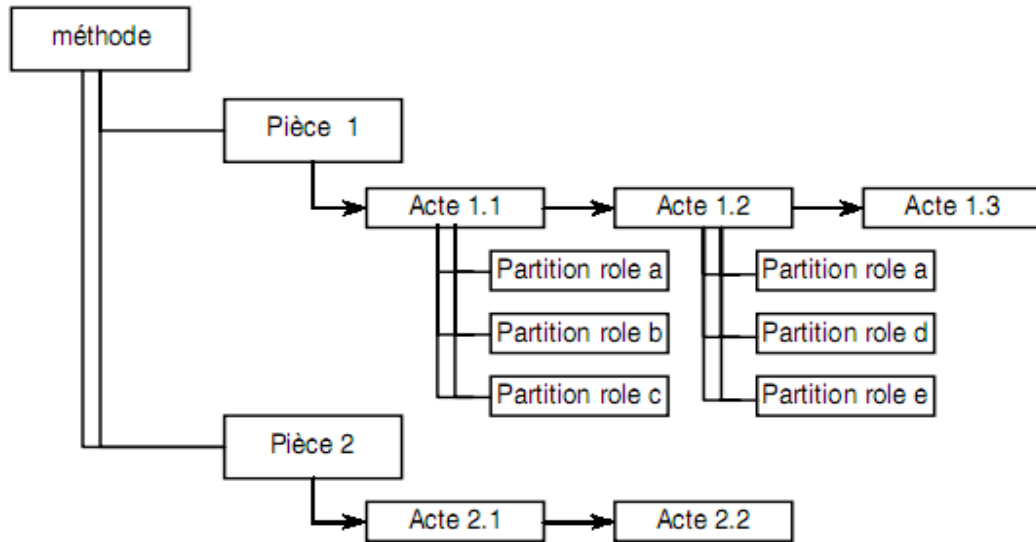 méthode
Pièce 1
Acte 1.1
Acte 1.2
Acte 1.3
Partition role a
Partition role a
Partition role b
Partition role d
Partition role c
Partition role e
Pièce 2
Acte 2.1
Acte 2.2